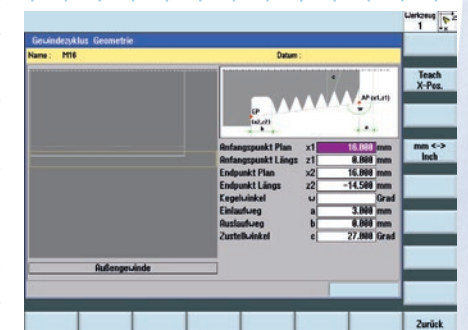 Werkzeug
1
x
Gewindezyklus Geometrie
Name : M16 Datum :
Teach
X-Pos.
c
AP (x1,z1)
EP
(x2,z2)
w
b a
mm <->
Inch
Anfangspunkt Plan x1 16.000 mm
Anfangspunkt Längs z1 0.000 mm
Endpunkt Plan x2 16.000 mm
Endpunkt Längs z2 -14.500 mm
Kegelwinkel ω Grad
Einlaufweg a 3.000 mm
Auslaufweg b 0.000 mm
Zustellwinkel ε 27.000 Grad
Außengewinde
Zurück